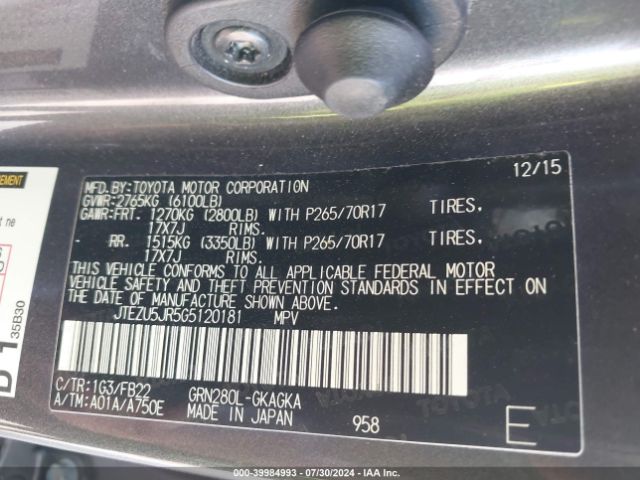 12/15
MFD.BY:TOYOTA MOTOR CORPORATION
GVWR:2765KG (6100LB)
GAWR:FRT. 1270KG (2800LB) WITH P265/70R17 TIRES.
17X7J RIMS.
RR. 1515KG (3350LB) WITH P265/70R17 TIRES.
17X7J RIMS.
THIS VEHICLE CONFORMS TO ALL APPLICABLE FEDERAL MOTOR
VEHICLE SAFETY AND THEFT PREVENTION STANDARDS IN EFFECT ON
THE DATE OF MANUFACTURE SHOWN ABOVE.
JTEZU5JR5G5120181 MPV
C/TR:1G3/FB22 GRN280L-GKAGKA
A/TM:A01A/A750E MADE IN JAPAN 958 E
35B30
000-39984993 / 07/30/2024 - IAA Inc.